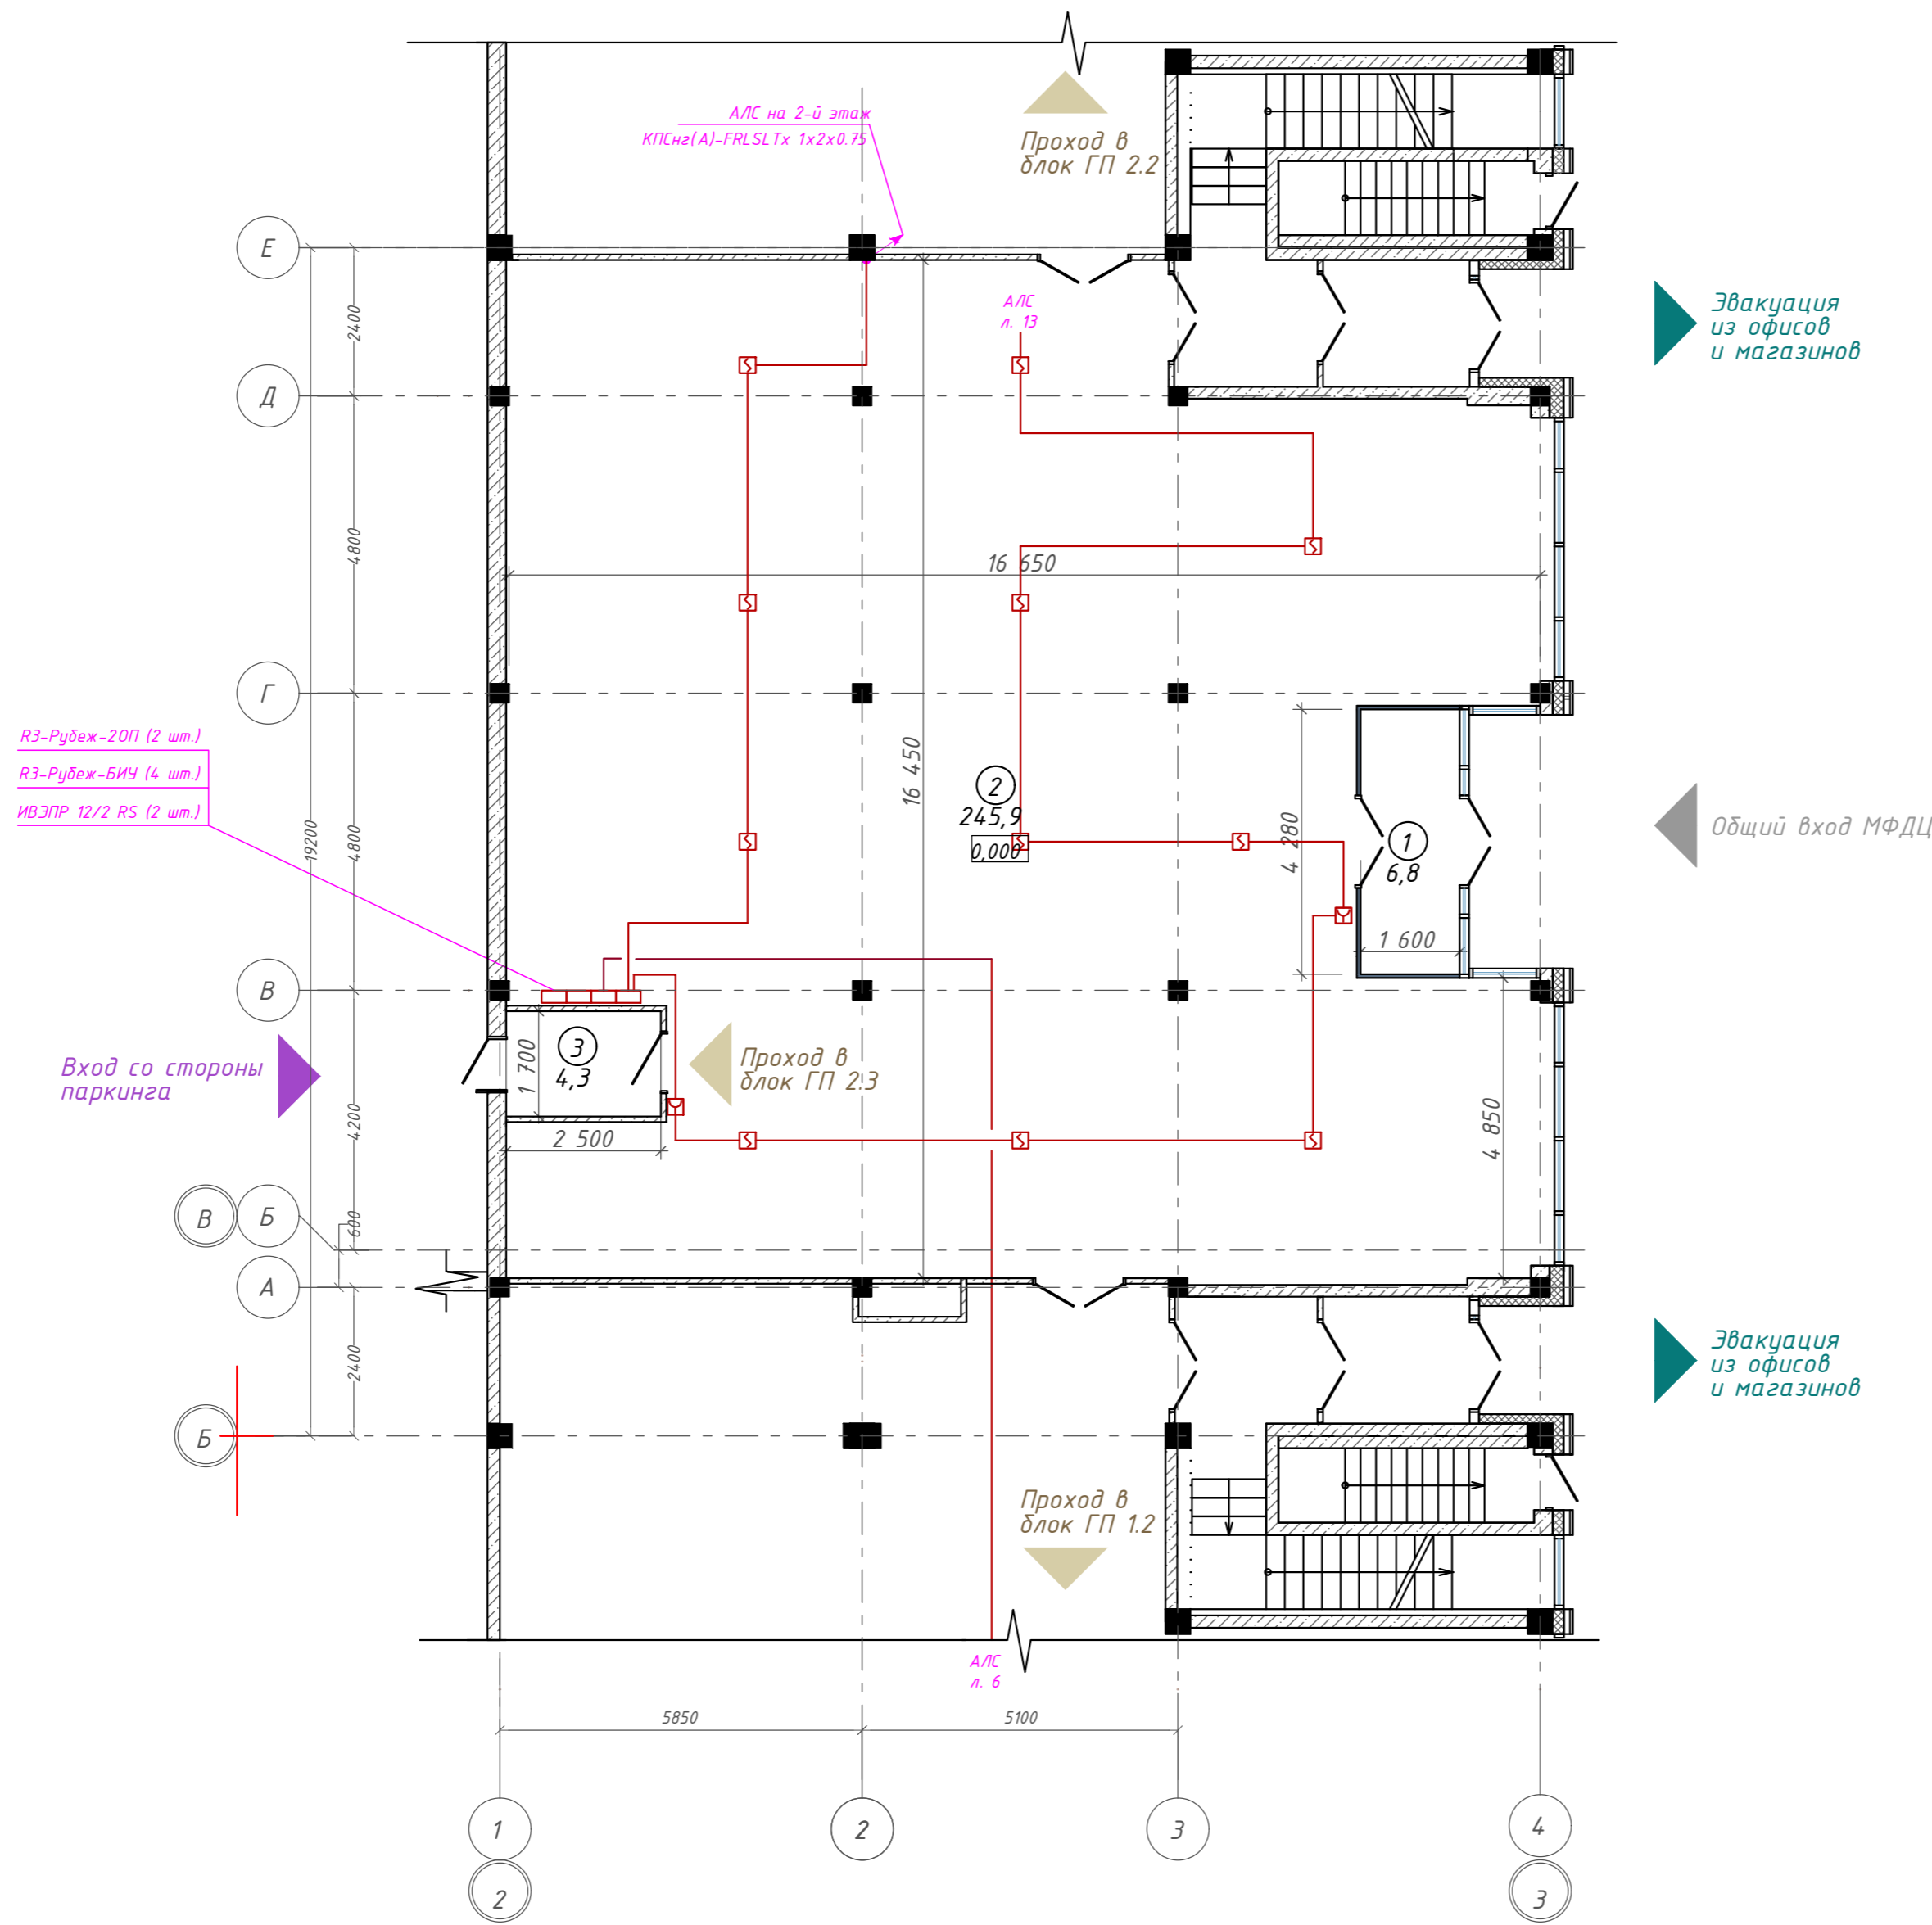 АЛС на 2-й этаж
КПСнг(А)-FRLSLTx 1x2x0.75
Проход в
блок ГП 2.2
Е
2400
АЛС
л. 13
Эвакуация
из офисов
и магазинов
Д
4800
16 650
Г
R3-Рубеж-2ОП (2 шт.)
R3-Рубеж-БИУ (4 шт.)
ИВЭПР 12/2 RS (2 шт.)
19200
4800
16 450
2
245,9
0,000
4 280
1
6,8
1 600
Общий вход МФДЦ
В
Вход со стороны
паркинга
3
4,3
1 700
2 500
Проход в
блок ГП 2.3
4200
4 850
В
Б
600
А
2400
Эвакуация
из офисов
и магазинов
Б
Проход в
блок ГП 1.2
АЛС
л. 6
5850
5100
1
2
3
4
2
3